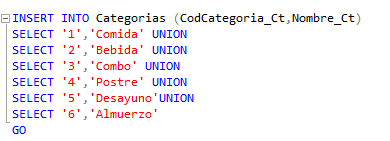 INSERT INTO Categorias (CodCategoria_Ct,Nombre_Ct)
SELECT '1','Comida' UNION
SELECT '2','Bebida' UNION
SELECT '3','Combo' UNION
SELECT '4','Postre' UNION
SELECT '5','Desayuno'UNION
SELECT '6','Almuerzo'
GO